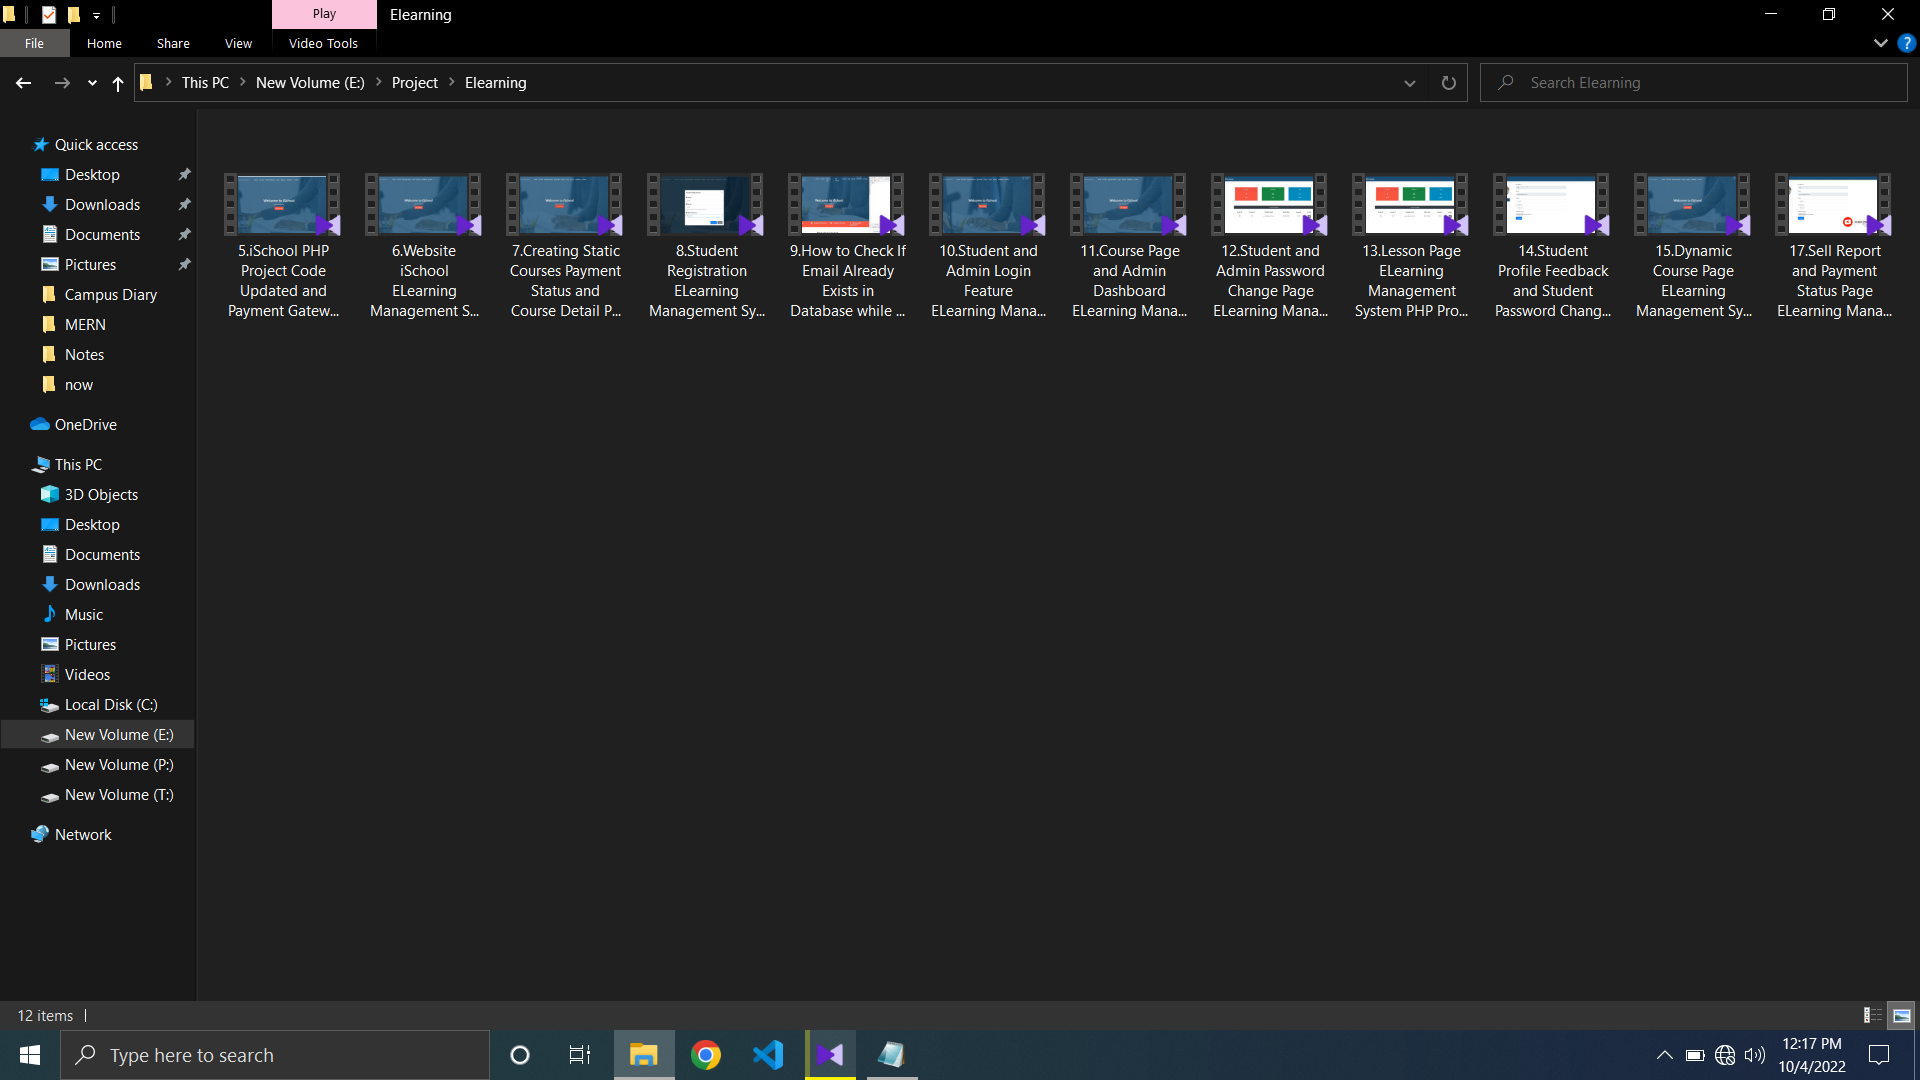 Play
Elearning
File
Home
Share
View
Video Tools
This PC
New Volume (E:)
Project
Elearning
Search Elearning
Quick access
Desktop
Downloads
Documents
Pictures
Campus Diary
MERN
Notes
now
OneDrive
This PC
3D Objects
Desktop
Documents
Downloads
Music
Pictures
Videos
Local Disk (C:)
New Volume (E:)
New Volume (P:)
New Volume (T:)
Network
5.iSchool PHP
Project Code
Updated and
Payment Gatew...
6.Website
iSchool
ELearning
Management S...
7.Creating Static
Courses Payment
Status and
Course Detail P...
8.Student
Registration
ELearning
Management Sy...
9.How to Check If
Email Already
Exists in
Database while ...
10.Student and
Admin Login
Feature
ELearning Mana...
11.Course Page
and Admin
Dashboard
ELearning Mana...
12.Student and
Admin Password
Change Page
ELearning Mana...
13.Lesson Page
ELearning
Management
System PHP Pro...
14.Student
Profile Feedback
and Student
Password Chang...
15.Dynamic
Course Page
ELearning
Management Sy...
17.Sell Report
and Payment
Status Page
ELearning Mana...
12 items
Type here to search
12:17 PM
10/4/2022